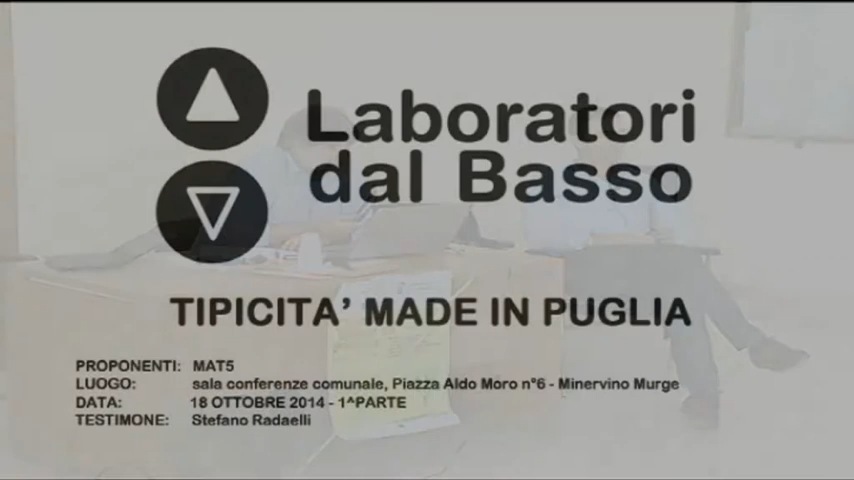 Laboratori
dal Basso
TIPICITA' MADE IN PUGLIA
PROPONENTI: MAT5
LUOGO: sala conferenze comunale, Piazza Aldo Moro n°6 - Minervino Murge
DATA: 18 OTTOBRE 2014 - 1^PARTE
TESTIMONE: Stefano Radaelli